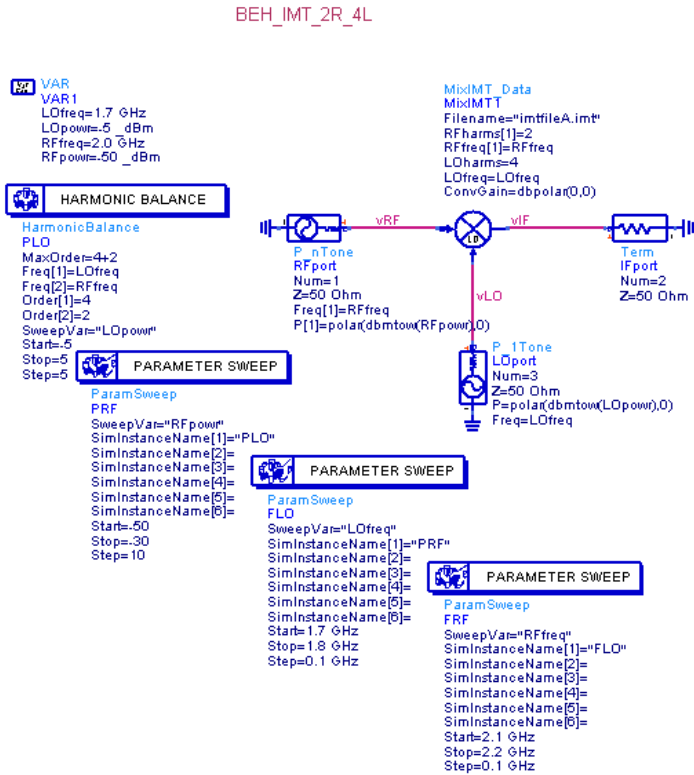 BEH_IMT_2R_4L
VAR
VAR1
LOfreq=1.7 GHz
LOpowr=-5 _dBm
RFfreq=2.0 GHz
RFpowr=-50 _dBm
HARMONIC BALANCE
HarmonicBalance
PLO
MaxOrder=4+2
Freq[1]=LOfreq
Freq[2]=RFfreq
Order[1]=4
Order[2]=2
SweepVar="LOpowr"
Start=-5
Stop=5
Step=5
MixIMT_Data
MixIMT1
Filename="imtfileA.imt"
RFharms[1]=2
RFfreq[1]=RFfreq
LOharms=4
LOfreq=LOfreq
ConvGain=dbpolar(0,0)
vRF
LO
vIF
P_nTone
RFport
Num=1
Z=50 Ohm
Freq[1]=RFfreq
P[1]=polar(dbmtow(RFpowr),0)
Term
IFport
Num=2
Z=50 Ohm
vLO
P_1Tone
LOport
Num=3
Z=50 Ohm
P=polar(dbmtow(LOpowr),0)
Freq=LOfreq
PARAMETER SWEEP
ParamSweep
PRF
SweepVar="RFpowr"
SimInstanceName[1]="PLO"
SimInstanceName[2]=
SimInstanceName[3]=
SimInstanceName[4]=
SimInstanceName[5]=
SimInstanceName[6]=
Start=-50
Stop=-30
Step=10
PARAMETER SWEEP
ParamSweep
FLO
SweepVar="LOfreq"
SimInstanceName[1]="PRF"
SimInstanceName[2]=
SimInstanceName[3]=
SimInstanceName[4]=
SimInstanceName[5]=
SimInstanceName[6]=
Start=1.7 GHz
Stop=1.8 GHz
Step=0.1 GHz
PARAMETER SWEEP
ParamSweep
FRF
SweepVar="RFfreq"
SimInstanceName[1]="FLO"
SimInstanceName[2]=
SimInstanceName[3]=
SimInstanceName[4]=
SimInstanceName[5]=
SimInstanceName[6]=
Start=2.1 GHz
Stop=2.2 GHz
Step=0.1 GHz